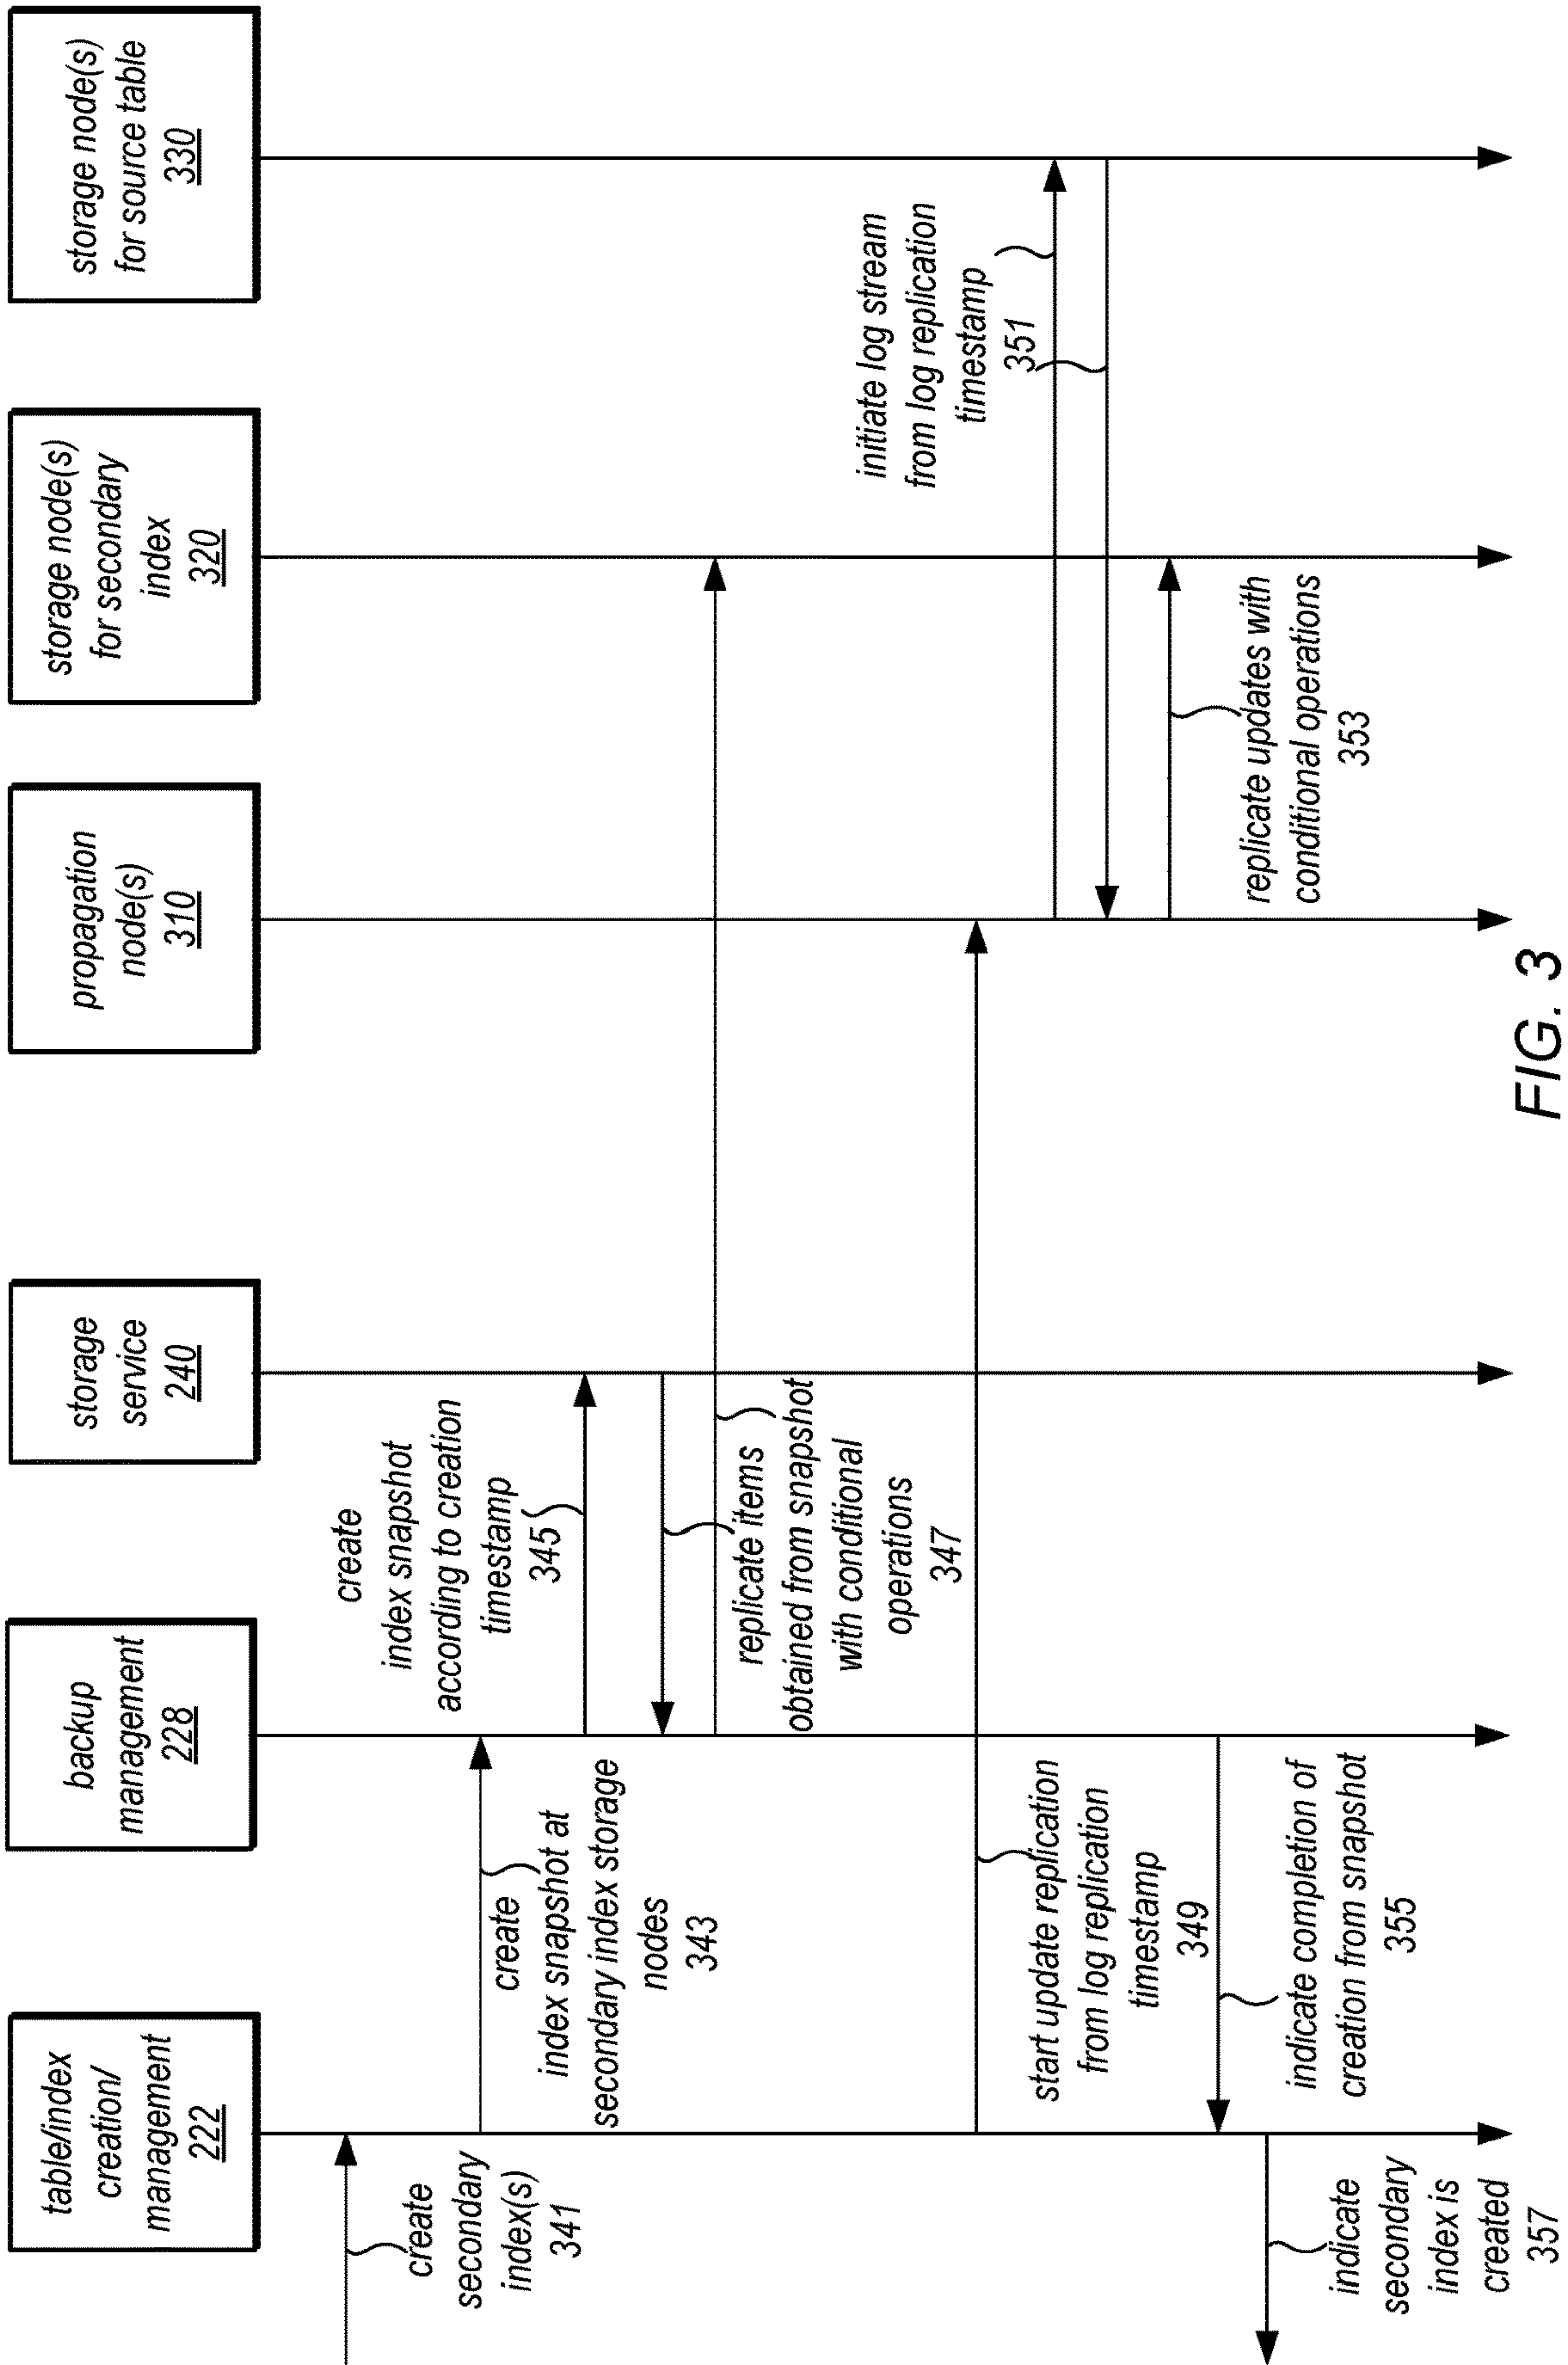 table/index
creation/
management
222
backup
management
228
storage
service
240
propagation
node(s)
310
storage node(s)
for secondary
index
320
storage node(s)
for source table
330
create
secondary
index(s)
341
create
index snapshot at
secondary index storage
nodes
343
create
index snapshot
according to creation
timestamp
345
replicate items
obtained from snapshot
with conditional
operations
347
start update replication
from log replication
timestamp
349
initiate log stream
from log replication
timestamp
351
replicate updates with
conditional operations
353
indicate completion of
creation from snapshot
355
indicate
secondary
index is
created
357
FIG. 3